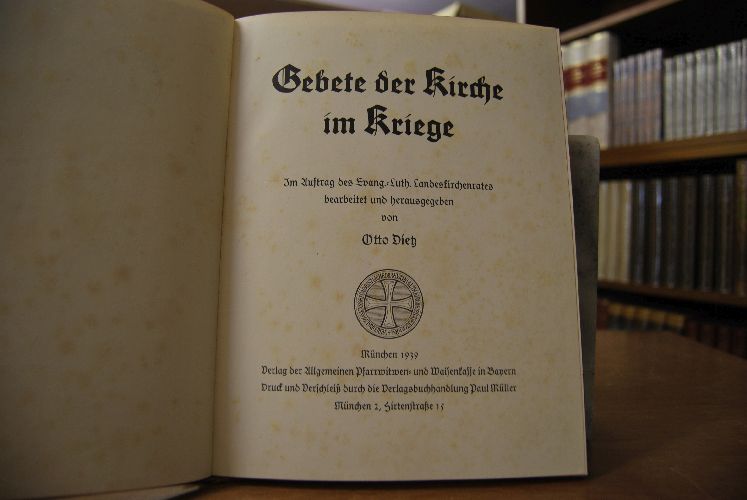 Gebete der Kirche
im Kriege
Im Auftrag des Evang.-Luth. Landeskirchenrates
bearbeitet und herausgegeben
von
Otto Dietz
München 1939
Verlag der Allgemeinen Pfarrwitwen- und Waisenkasse in Bayern
Druck und Verschleiß durch die Verlagsbuchhandlung Paul Müller
München 2, Hirtenstraße 15